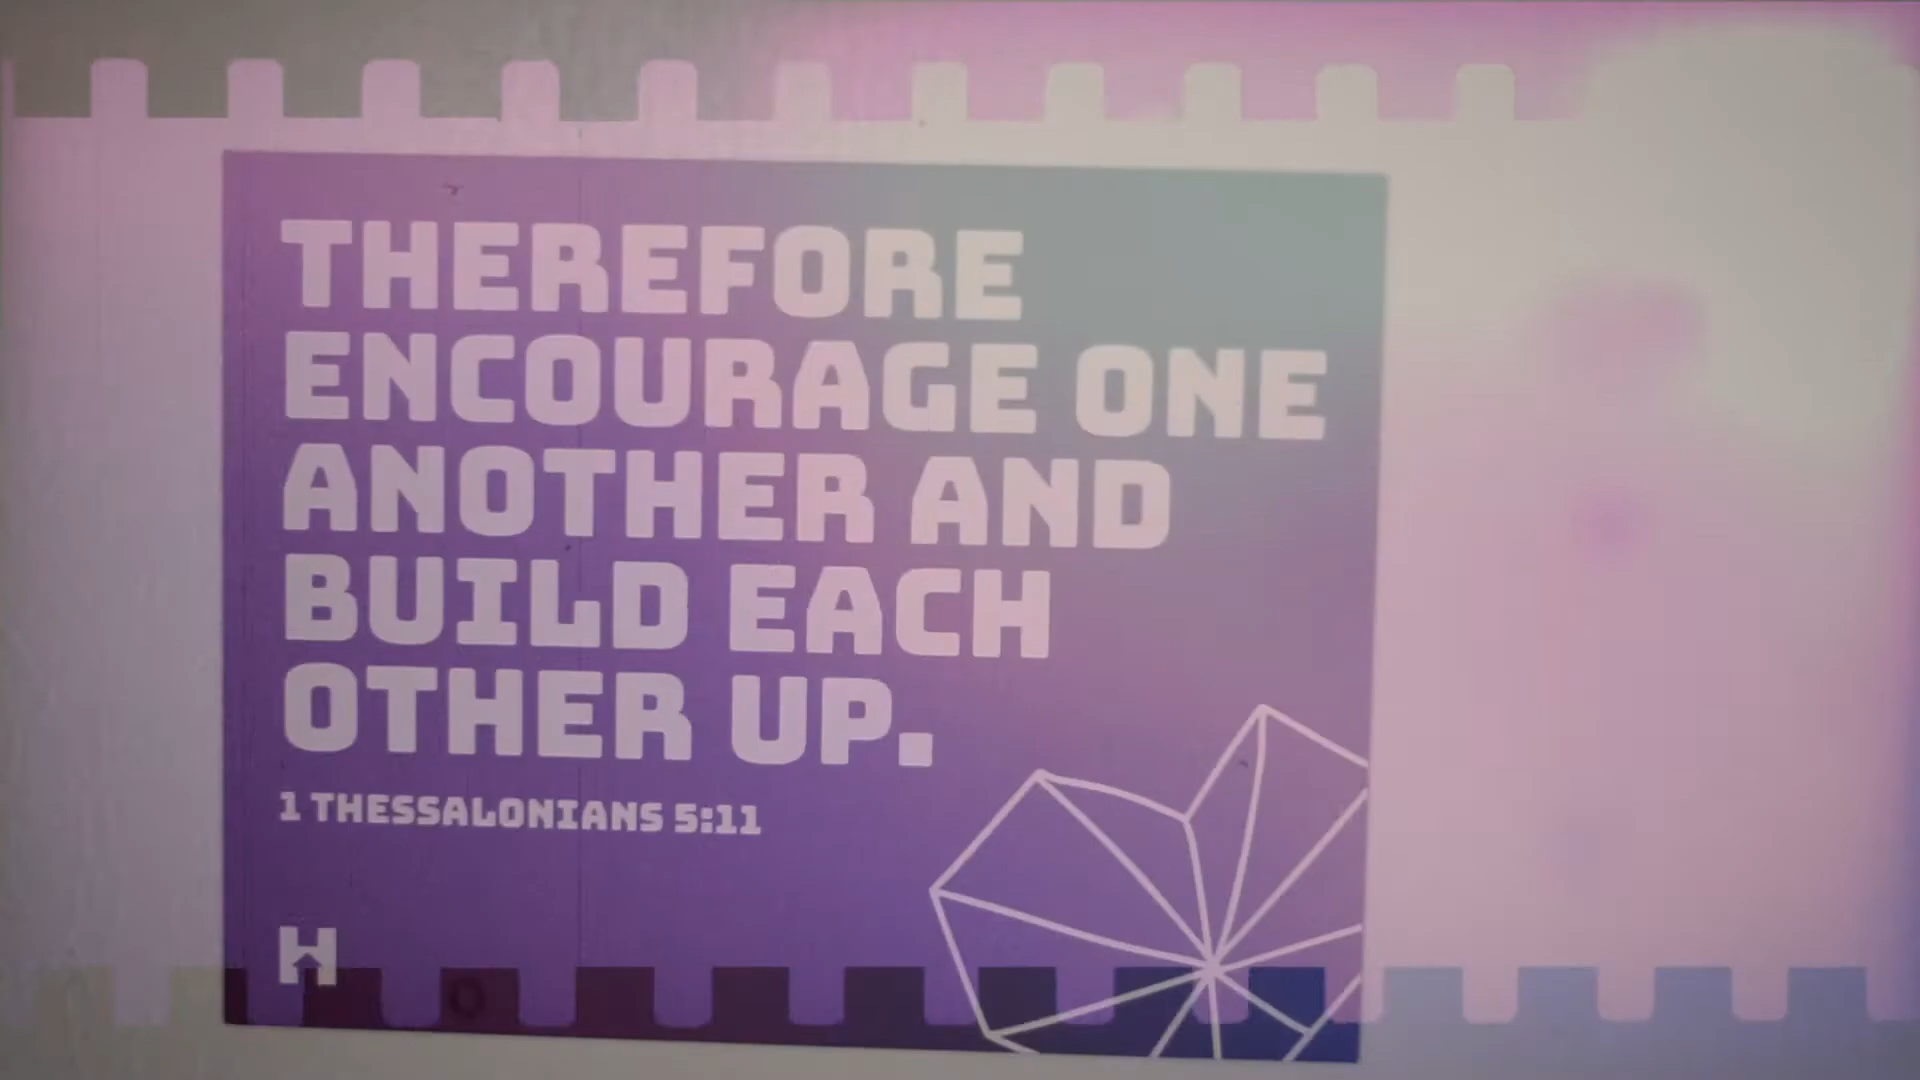 THEREFORE
ENCOURAGE ONE
ANOTHER AND
BUILD EACH
OTHER UP.
1 THESSALONIANS 5:11
H